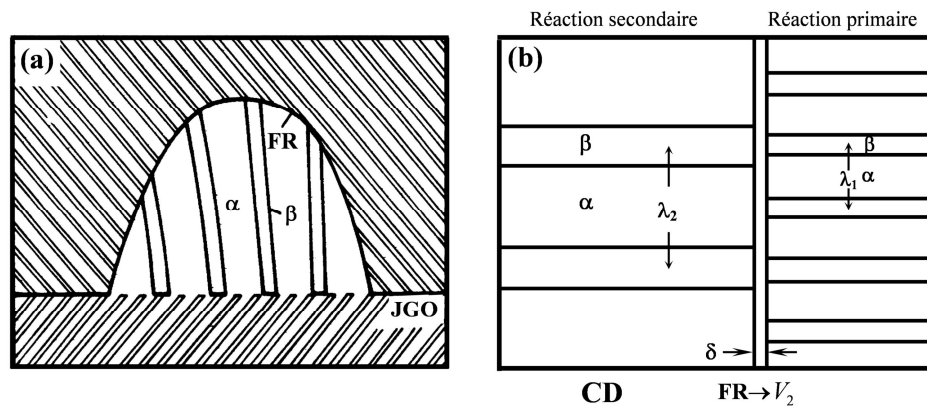 (a)
FR
α
β
JGO
Réaction secondaire
Réaction primaire
(b)
β
α
λ₂
β
λ₁ α
δ
CD
FR→V₂